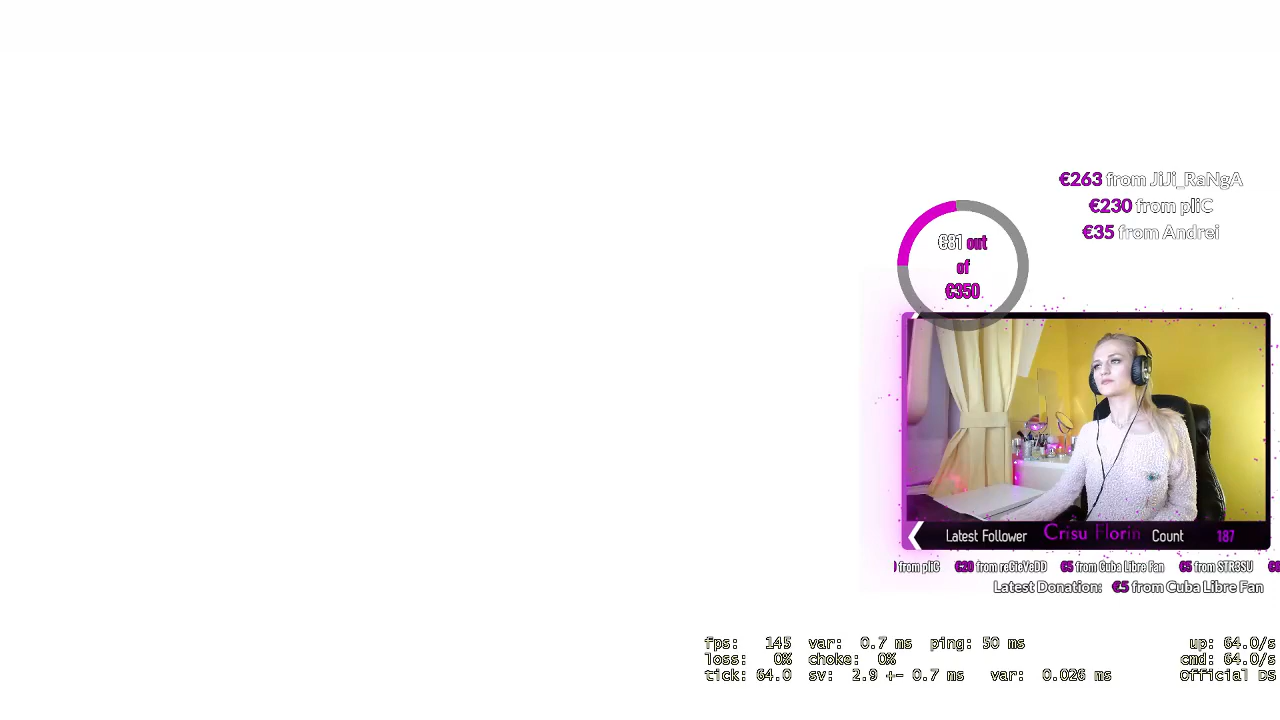 €263 from JiJi_RaNgA
€230 from pliC
€35 from Andrei
€81 out
of
€350
Latest Follower Crisu Florin Count 187
from pliC €20 from reGieVeDD €5 from Cuba Libre Fan €5 from STR3SU
Latest Donation: €5 from Cuba Libre Fan
fps: 145 var: 0.7 ms ping: 50 ms up: 64.0/s
loss: 0% choke: 0% cmd: 64.0/s
tick: 64.0 sv: 2.9 +- 0.7 ms var: 0.026 ms Official DS